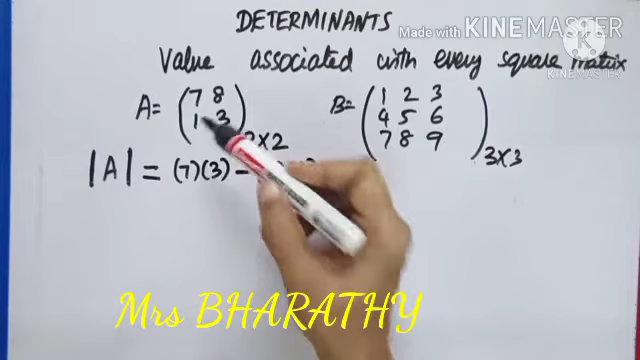 DETERMINANTS
Made with KINEMASTER
Value associated with every square matrix
A= (7 8
1 3)
B= (1 2 3
4 5 6
7 8 9) 3x3
|A| = (7)(3) -
Mrs BHARATHY